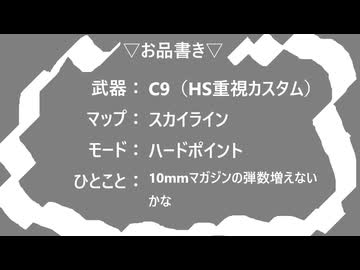 ▽お品書き▽
武器：C9（HS重視カスタム）
マップ：スカイライン
モード：ハードポイント
ひとこと：10mmマガジンの弾数増えない
かな